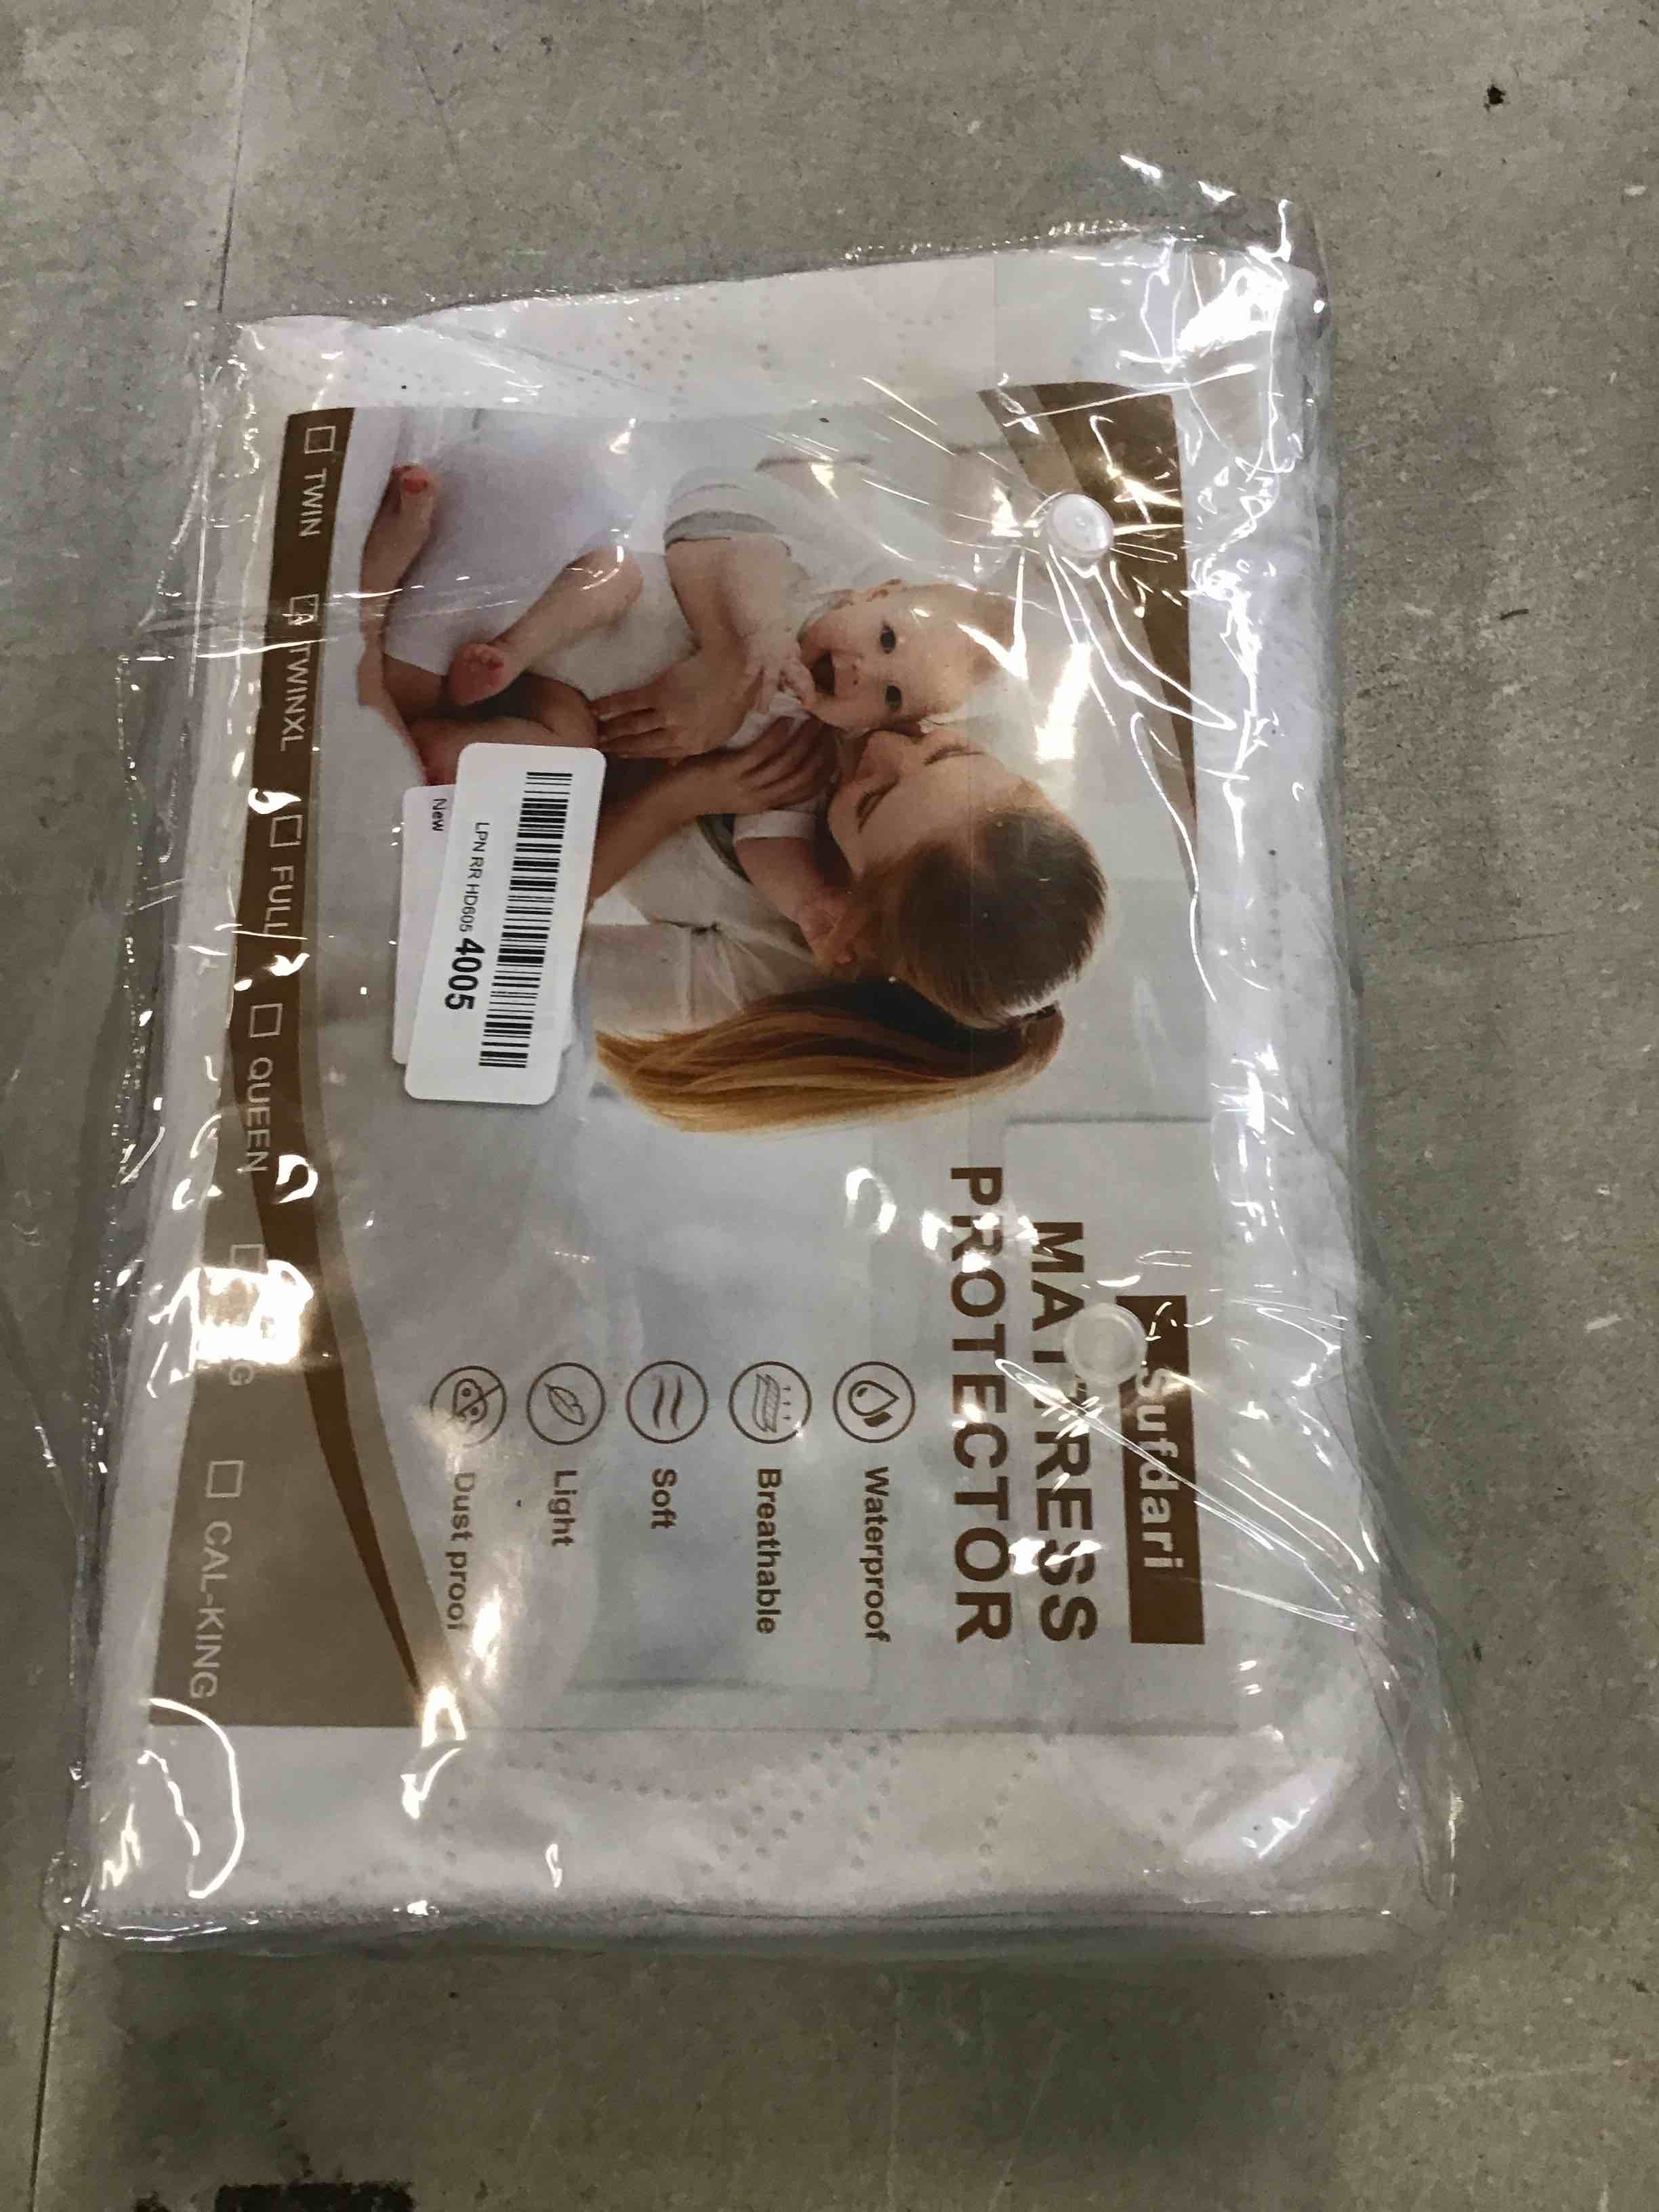 Sufdari
MATTRESS
PROTECTOR
Waterproof
Breathable
Soft
Light
Dust proof
New
LPN RR HD605 4005
TWIN TWINXL FULL QUEEN CAL-KING